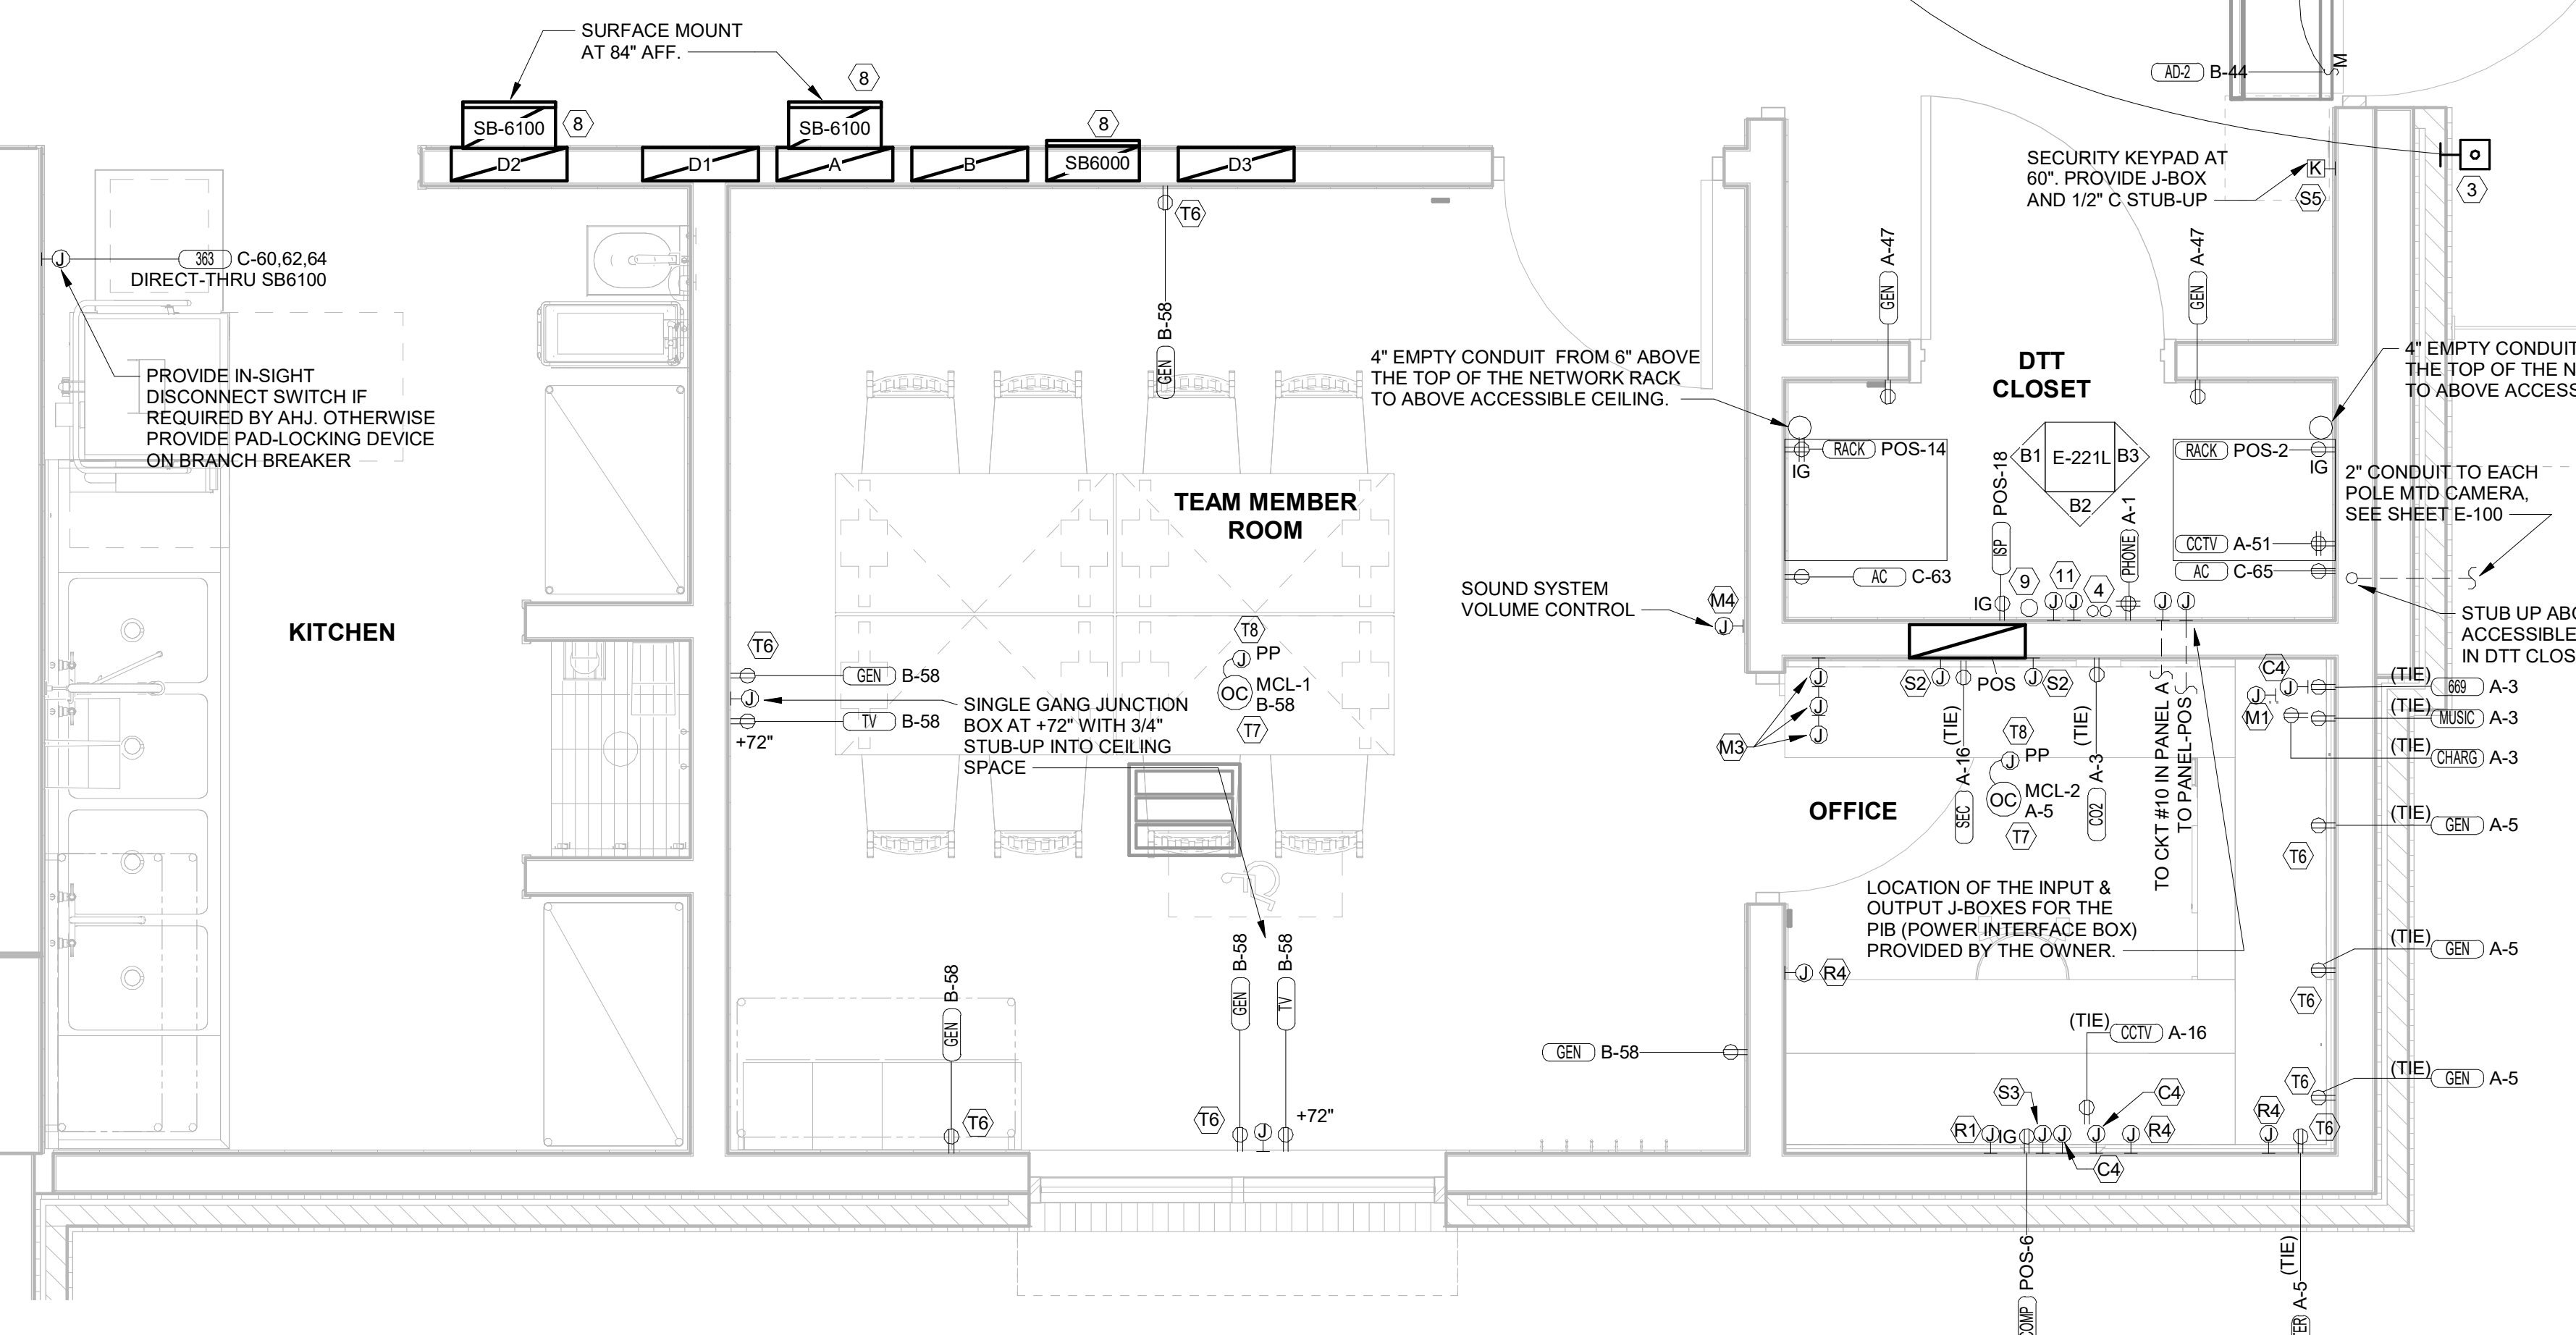 SURFACE MOUNT
AT 84" AFF.
8
SB-6100
8
SB-6100
8
D2
D1
A
B
SB6000
D3
T6
GEN B-58
AD-2 B-44
M
SECURITY KEYPAD AT
60". PROVIDE J-BOX
AND 1/2" C STUB-UP
K
S5
3
J
363 C-60,62,64
DIRECT-THRU SB6100
PROVIDE IN-SIGHT
DISCONNECT SWITCH IF
REQUIRED BY AHJ. OTHERWISE
PROVIDE PAD-LOCKING DEVICE
ON BRANCH BREAKER
KITCHEN
4" EMPTY CONDUIT FROM 6" ABOVE
THE TOP OF THE NETWORK RACK
TO ABOVE ACCESSIBLE CEILING.
GEN A-47
GEN A-47
DTT
CLOSET
4" EMPTY CONDUIT
THE TOP OF THE N
TO ABOVE ACCESS
RACK POS-14
IG
B1
E-221L
B3
B2
RACK POS-2
IG
2" CONDUIT TO EACH
POLE MTD CAMERA,
SEE SHEET E-100
ISP POS-18
PHONE A-1
CCTV A-51
AC C-63
AC C-65
IG
9
11
J
J
4
J
J
STUB UP ABO
ACCESSIBLE
IN DTT CLOS
TEAM MEMBER
ROOM
SOUND SYSTEM
VOLUME CONTROL
M4
J
T6
GEN B-58
J
TV B-58
+72"
SINGLE GANG JUNCTION
BOX AT +72" WITH 3/4"
STUB-UP INTO CEILING
SPACE
T8
J PP
OC
MCL-1
B-58
T7
M3
J
J
J
S2
J
POS
J
S2
SEC A-16 (TIE)
T8
J PP
OC
MCL-2
A-5
T7
CO2 A-3 (TIE)
TO CKT #10 IN PANEL A
TO PANEL-POS
C4
J
J
M1
(TIE) 669 A-3
(TIE) MUSIC A-3
(TIE) CHARG A-3
(TIE) GEN A-5
T6
OFFICE
LOCATION OF THE INPUT &
OUTPUT J-BOXES FOR THE
PIB (POWER INTERFACE BOX)
PROVIDED BY THE OWNER.
(TIE) GEN A-5
T6
J R4
(TIE) CCTV A-16
(TIE) GEN A-5
T6
GEN B-58
T6
GEN B-58
T6
J
TV B-58
+72"
GEN B-58
S3
C4
R1
J
IG
J
J
J
J
R4
C4
R4
J
T6
COMP POS-6
TER A-5 (TIE)